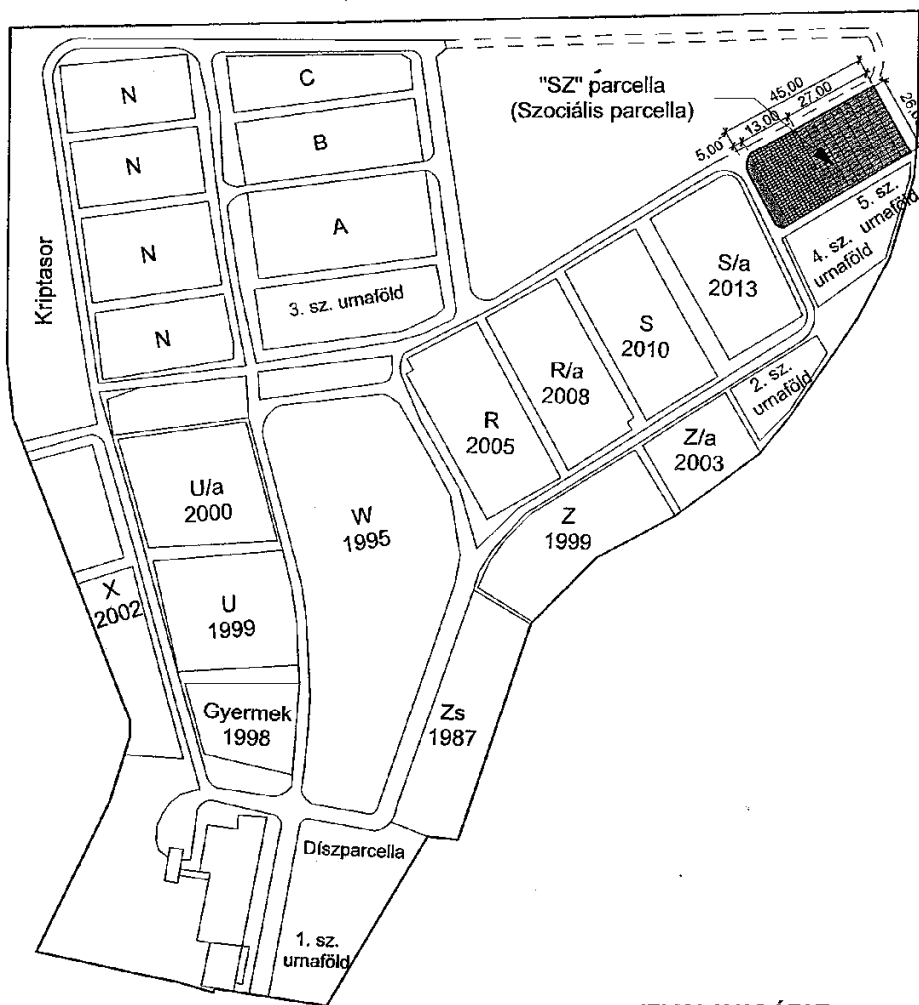 N
C
N
B
N
A
N
3. sz. urnaföld
Kriptasor
"SZ" parcella
(Szociális parcella)
45,00
5,00
13,00
27,00
5. sz.
urnaföld
4. sz.
urnaföld
S/a
2013
S
2010
R/a
2008
R
2005
2. sz.
urnaföld
Z/a
2003
Z
1999
U/a
2000
W
1995
X
2002
U
1999
Gyermek
1998
Zs
1987
Díszparcella
1. sz.
urnaföld